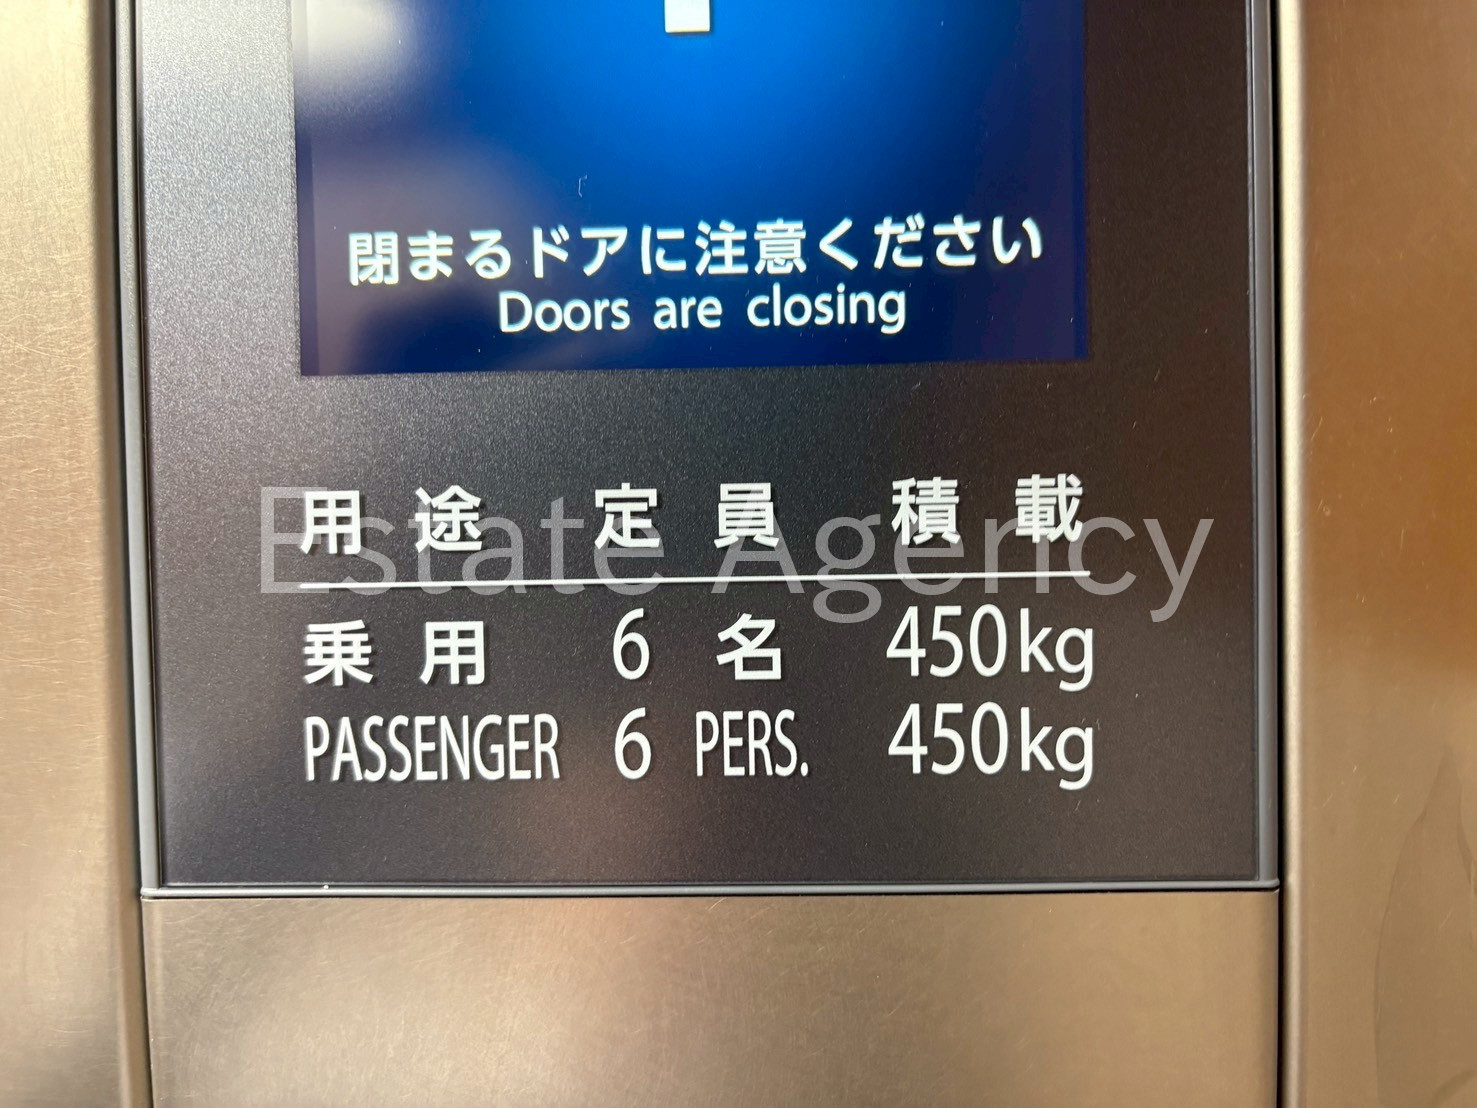 閉まるドアに注意ください
Doors are closing
用途 定員 積載
Estate Agency
乗用 6名 450kg
PASSENGER 6 PERS. 450kg